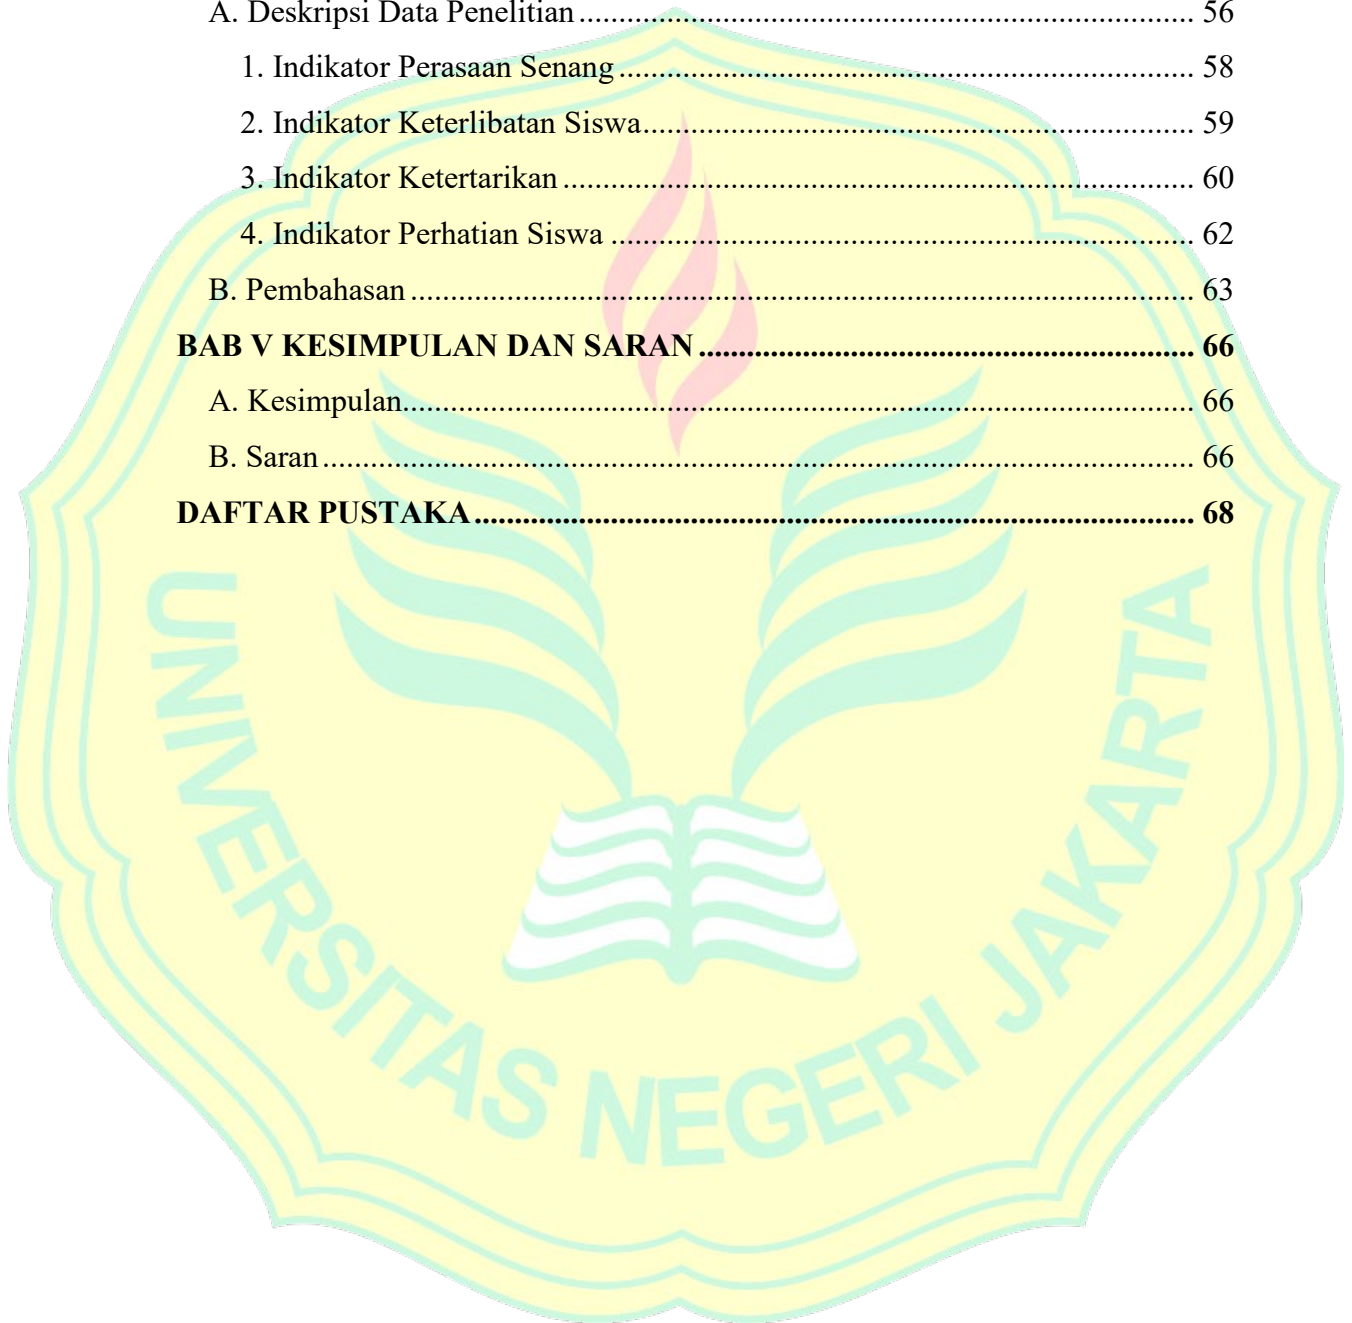 A. Deskripsi Data Penelitian ........................................................................... 56
1. Indikator Perasaan Senang ...................................................................... 58
2. Indikator Keterlibatan Siswa.................................................................... 59
3. Indikator Ketertarikan ............................................................................. 60
4. Indikator Perhatian Siswa ....................................................................... 62
B. Pembahasan ............................................................................................... 63
BAB V KESIMPULAN DAN SARAN ............................................................ 66
A. Kesimpulan................................................................................................ 66
B. Saran .......................................................................................................... 66
DAFTAR PUSTAKA ........................................................................................ 68
UNIVERSITAS NEGERI JAKARTA